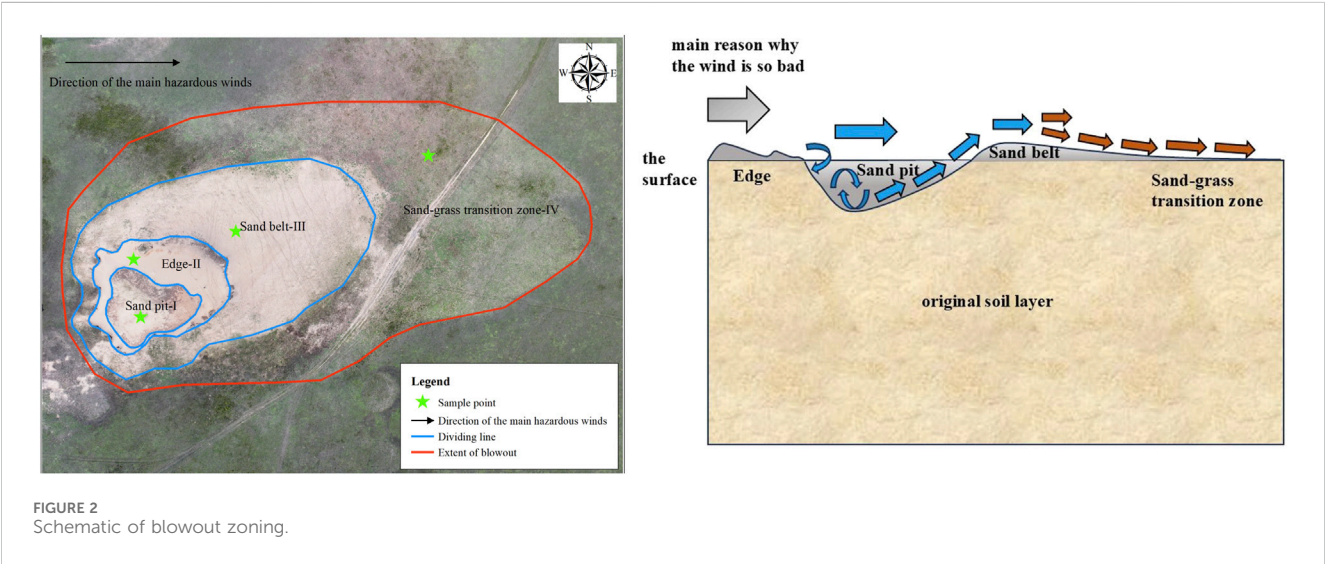 Direction of the main hazardous winds
N
W
E
S
Sand belt-III
Sand-grass transition zone-IV
Edge-II
Sand pit-I
Legend
Sample point
Direction of the main hazardous winds
Dividing line
Extent of blowout
main reason why
the wind is so bad
the
surface
Edge
Sand pit
Sand belt
Sand-grass
transition zone
original soil layer
FIGURE 2
Schematic of blowout zoning.